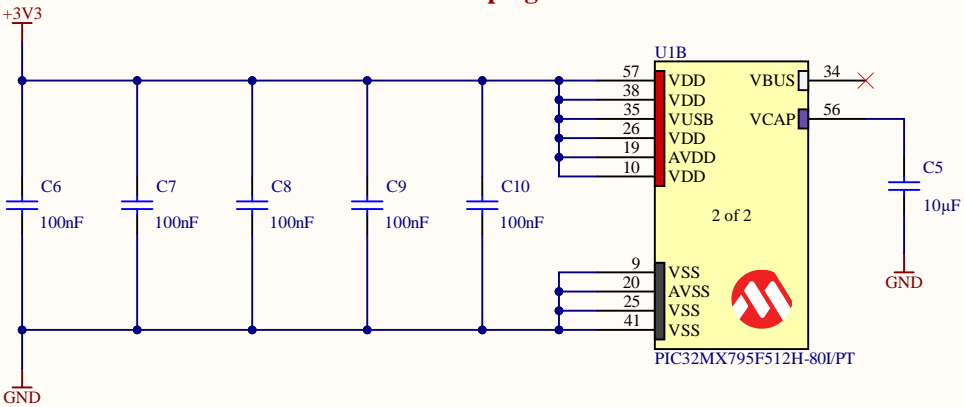 +3V3
U1B
57 VDD VBUS 34
38 VDD
35 VUSB VCAP 56
26 VDD
19 AVDD
10 VDD
C6 C7 C8 C9 C10 C5
100nF 100nF 100nF 100nF 100nF 10µF
2 of 2
9 VSS
20 AVSS
25 VSS
41 VSS
GND
PIC32MX795F512H-80I/PT
GND